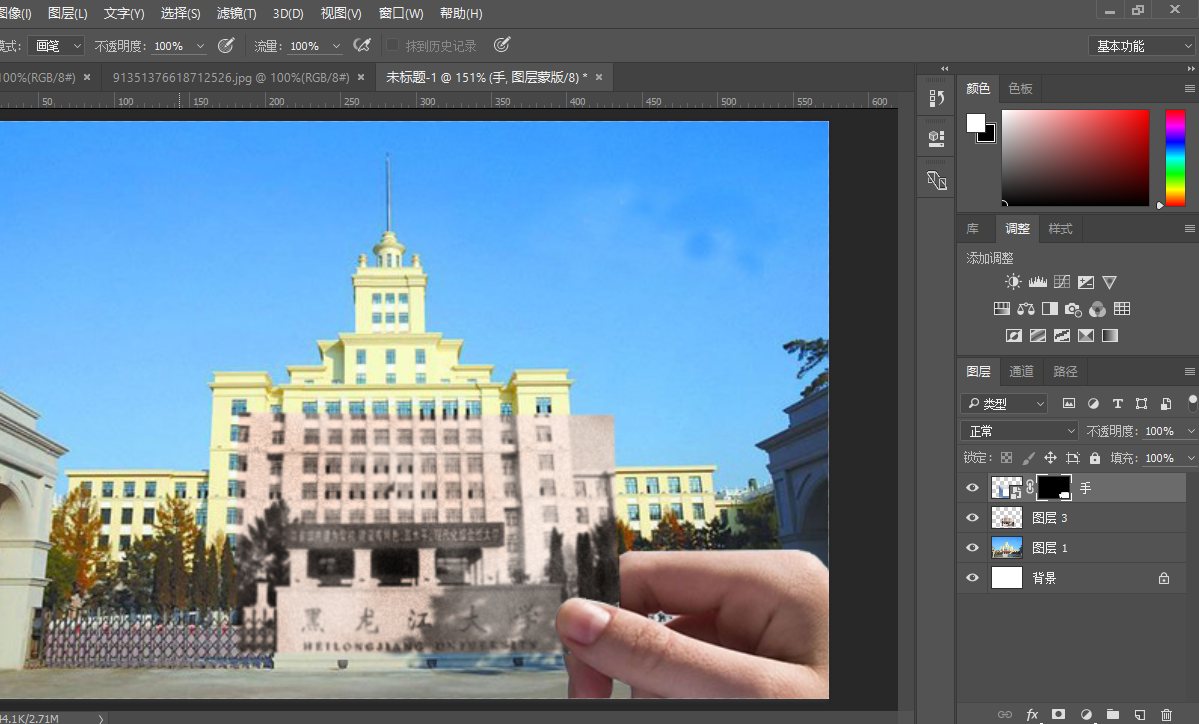 图像(I) 图层(L) 文字(Y) 选择(S) 滤镜(T) 3D(D) 视图(V) 窗口(W) 帮助(H)
模式: 画笔 不透明度: 100% 流量: 100% 抹到历史记录 基本功能
100%(RGB/8#) × 91351376618712526.jpg @ 100%(RGB/8#) × 未标题-1 @ 151% (手, 图层蒙版/8) * ×
50 100 150 200 250 300 350 400 450 500 550 600
颜色 色板
库 调整 样式
添加调整
图层 通道 路径
类型
正常 不透明度: 100%
锁定: 填充: 100%
手
图层 3
图层 1
背景
黑龙江大学
HEILONGJIANG UNIVERSITY
44.1K/2.71M